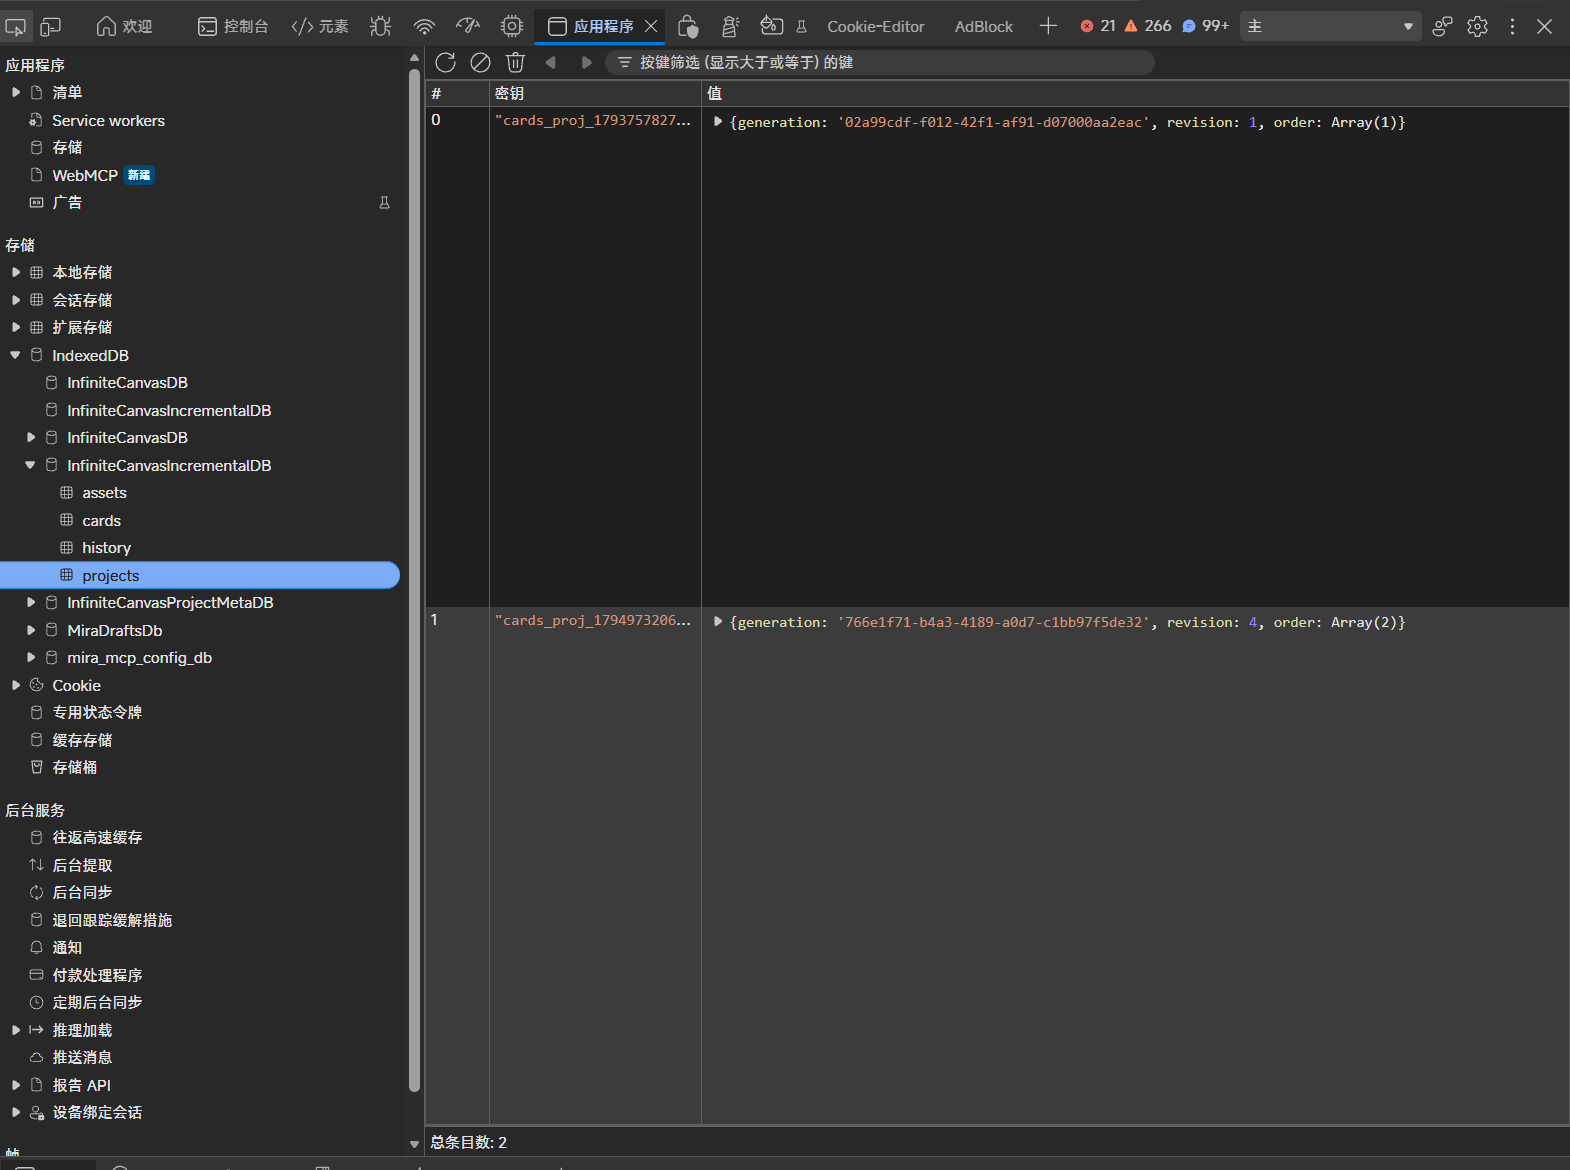 欢迎 控制台 元素 应用程序 Cookie-Editor AdBlock 21 266 99+ 主
应用程序
清单
Service workers
存储
WebMCP 新建
广告
存储
本地存储
会话存储
扩展存储
IndexedDB
InfiniteCanvasDB
InfiniteCanvasIncrementalDB
InfiniteCanvasDB
InfiniteCanvasIncrementalDB
assets
cards
history
projects
InfiniteCanvasProjectMetaDB
MiraDraftsDb
mira_mcp_config_db
Cookie
专用状态令牌
缓存存储
存储桶
后台服务
往返高速缓存
后台提取
后台同步
退回跟踪缓解措施
通知
付款处理程序
定期后台同步
推理加载
推送消息
报告 API
设备绑定会话
按键筛选 (显示大于或等于) 的键
# 密钥 值
0 "cards_proj_1793757827... {generation: '02a99cdf-f012-42f1-af91-d07000aa2eac', revision: 1, order: Array(1)}
1 "cards_proj_1794973206... {generation: '766e1f71-b4a3-4189-a0d7-c1bb97f5de32', revision: 4, order: Array(2)}
总条目数: 2